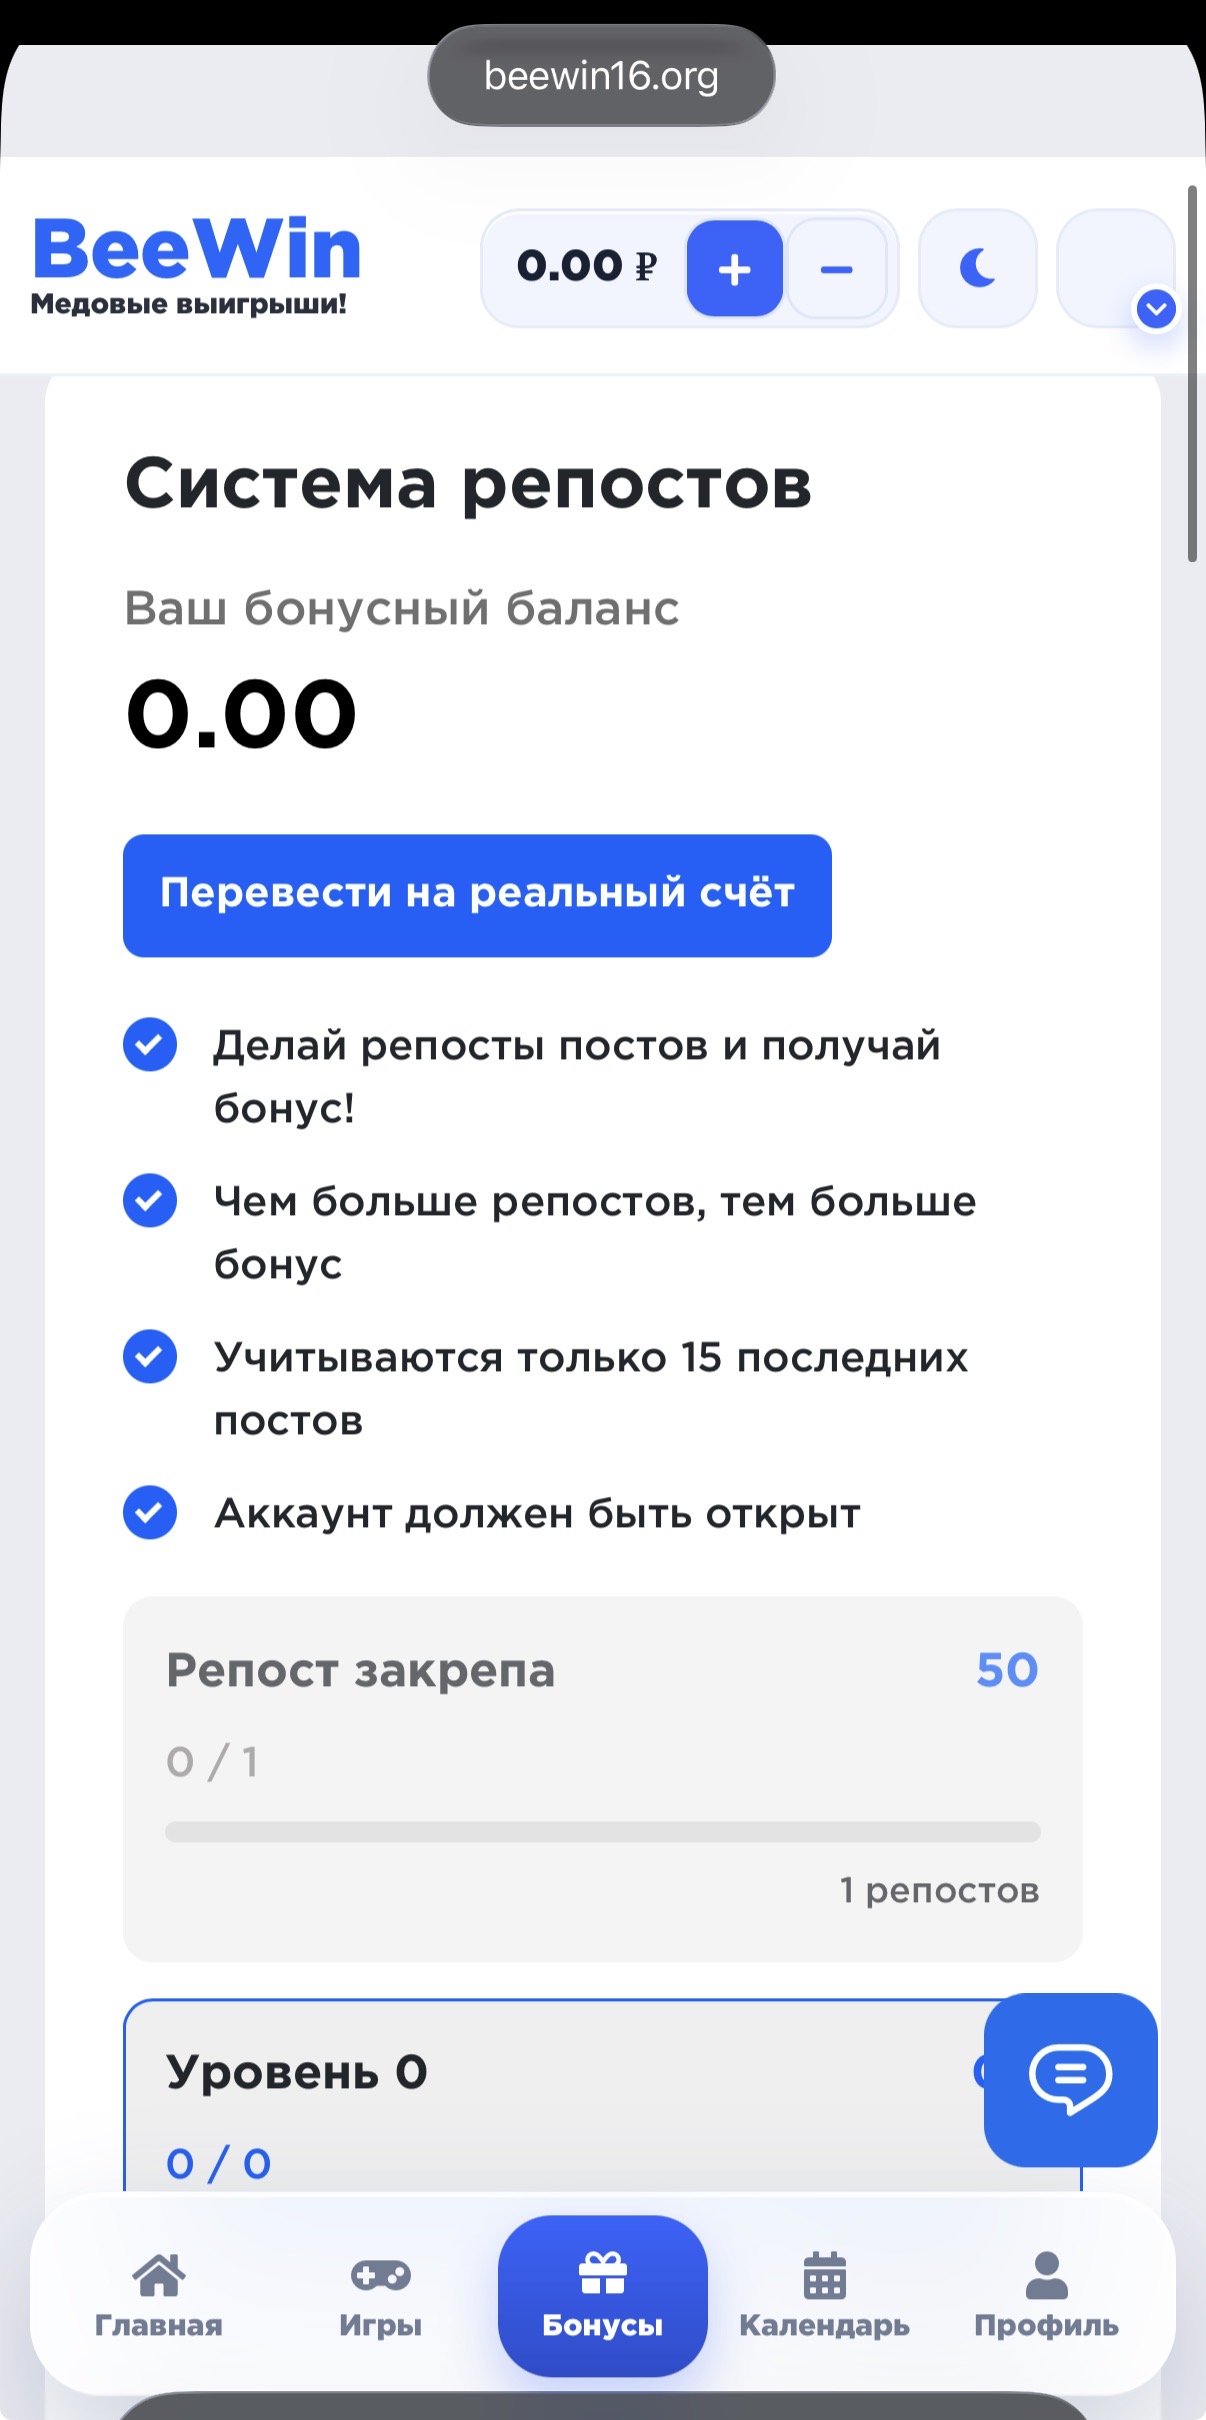 beewin16.org
BeeWin
Медовые выигрыши!
0.00 ₽
Система репостов
Ваш бонусный баланс
0.00
Перевести на реальный счёт
Делай репосты постов и получай
бонус!
Чем больше репостов, тем больше
бонус
Учитываются только 15 последних
постов
Аккаунт должен быть открыт
Репост закрепа 50
0 / 1
1 репостов
Уровень 0
0 / 0
Главная Игры Бонусы Календарь Профиль